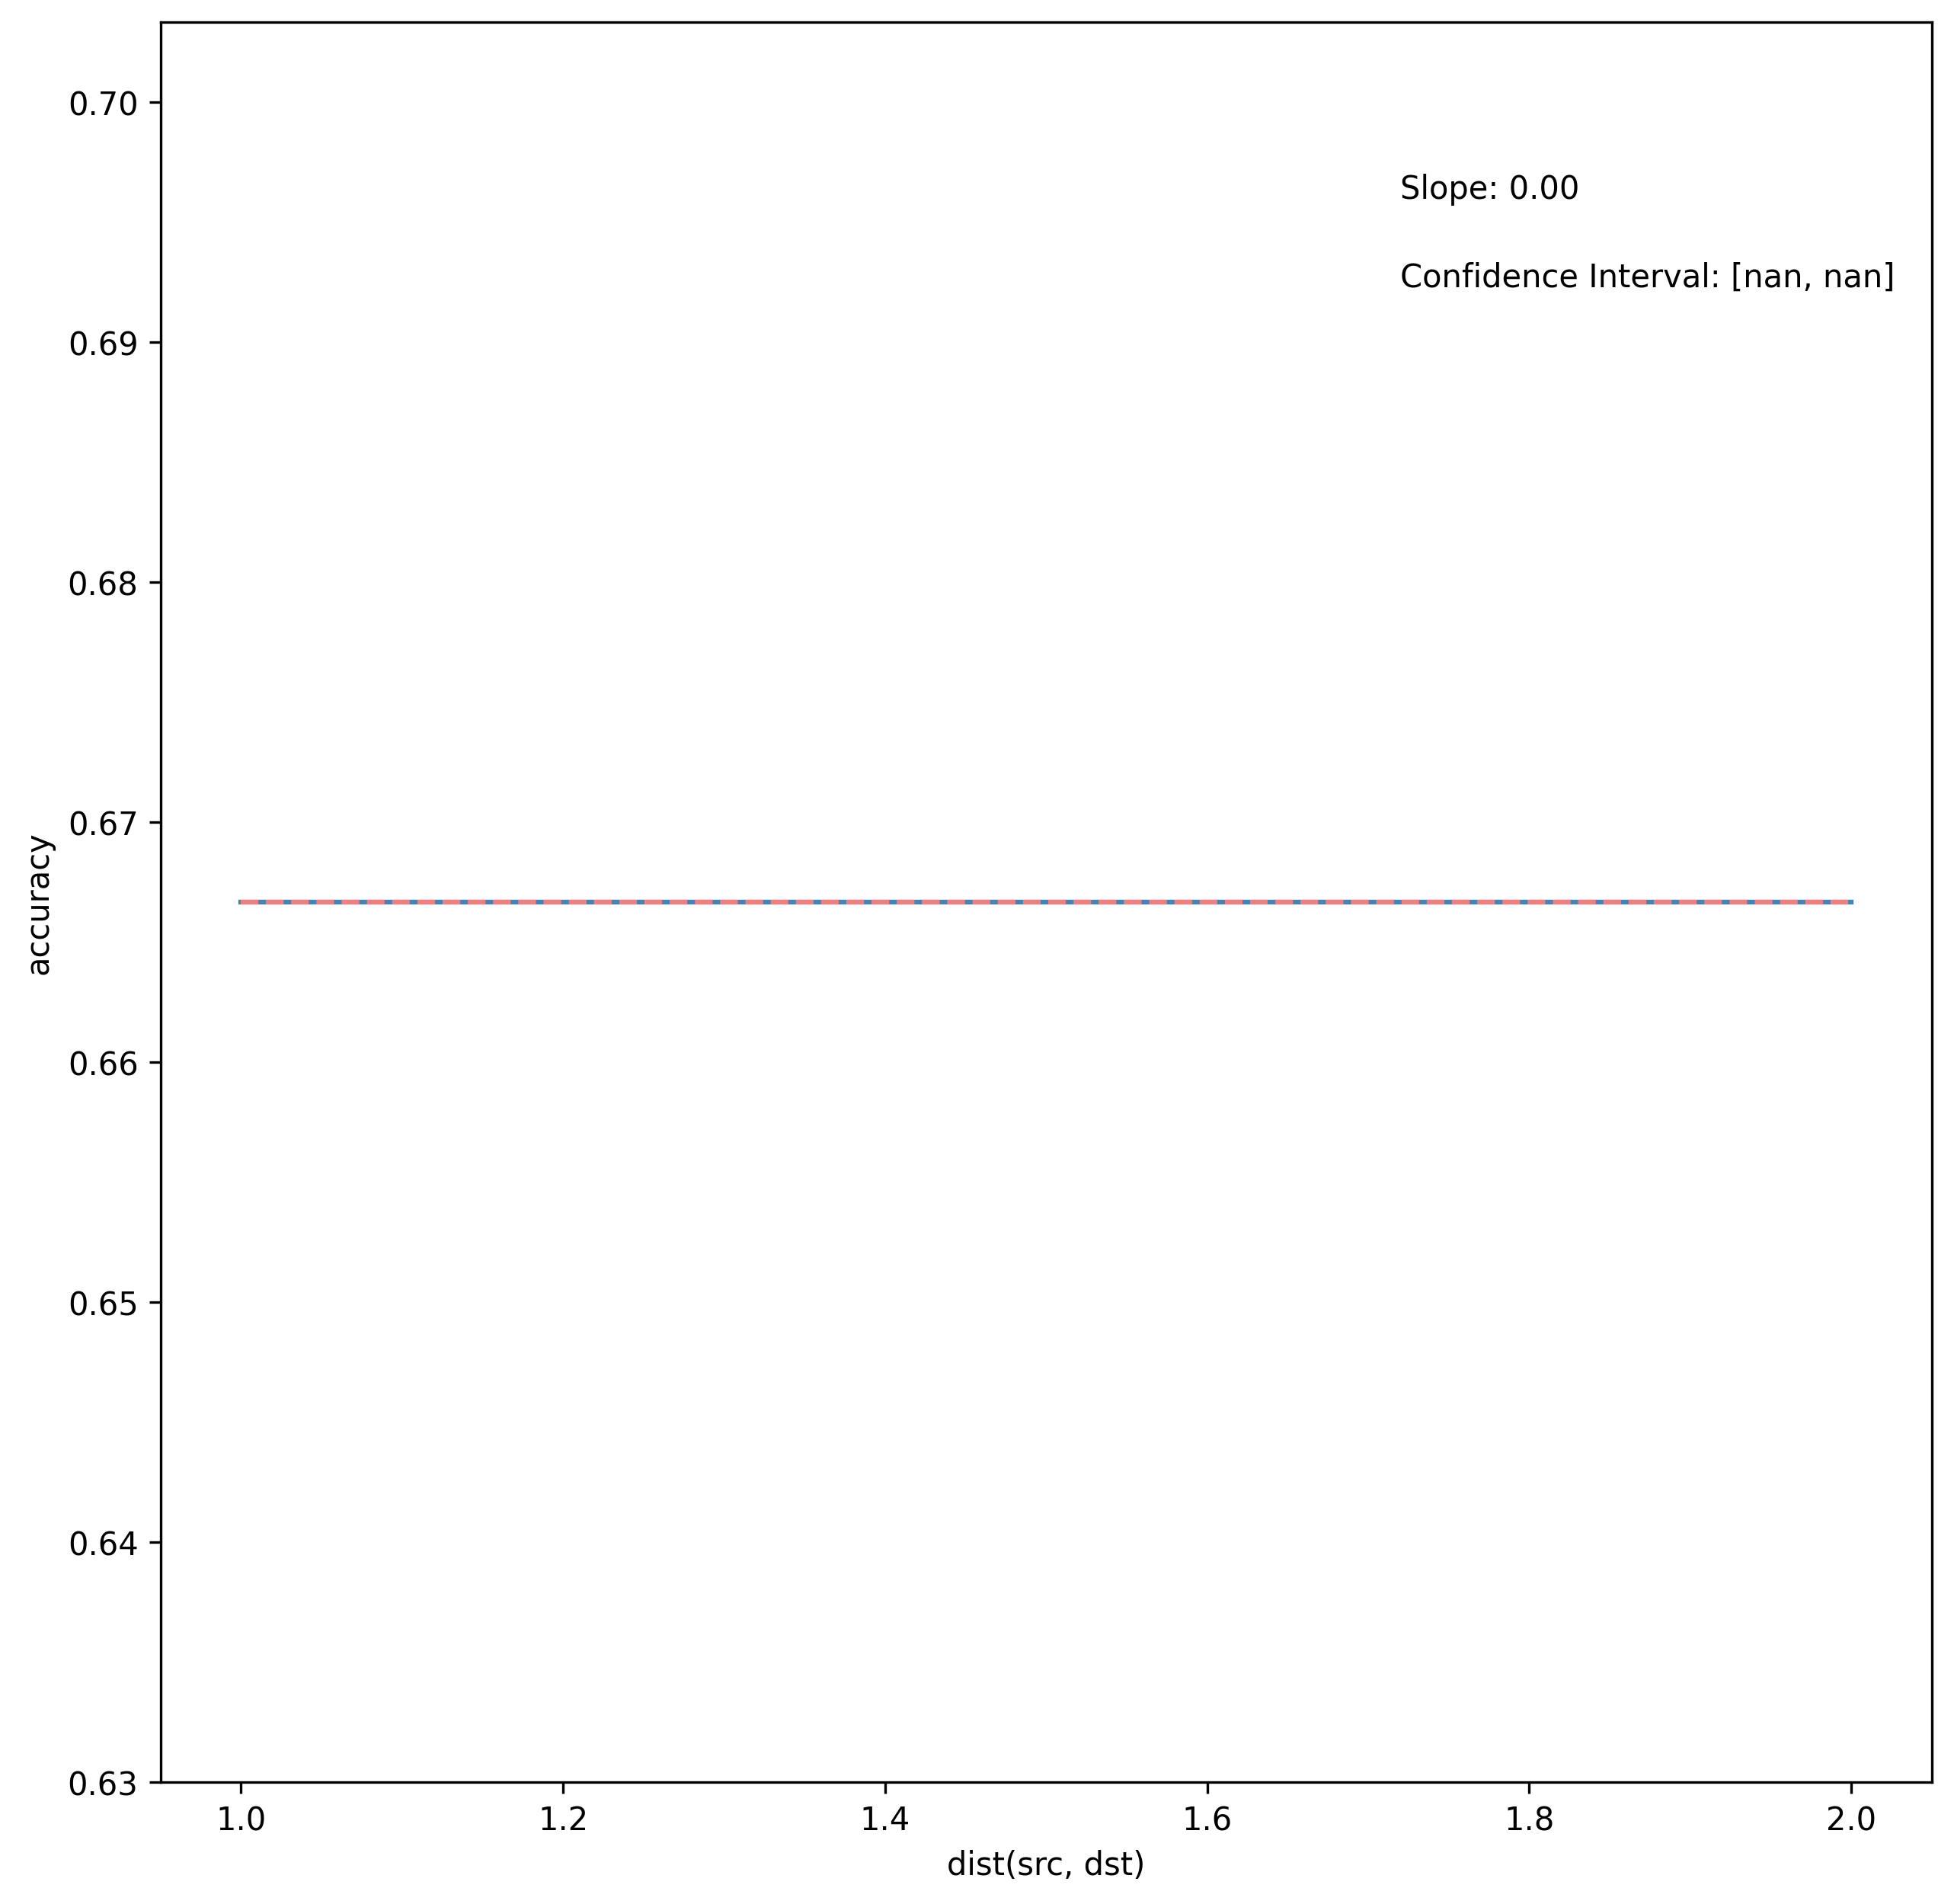 0.70
Slope: 0.00
Confidence Interval: [nan, nan]
0.69
0.68
0.67
accuracy
0.66
0.65
0.64
0.63
1.0 1.2 1.4 1.6 1.8 2.0
dist(src, dst)